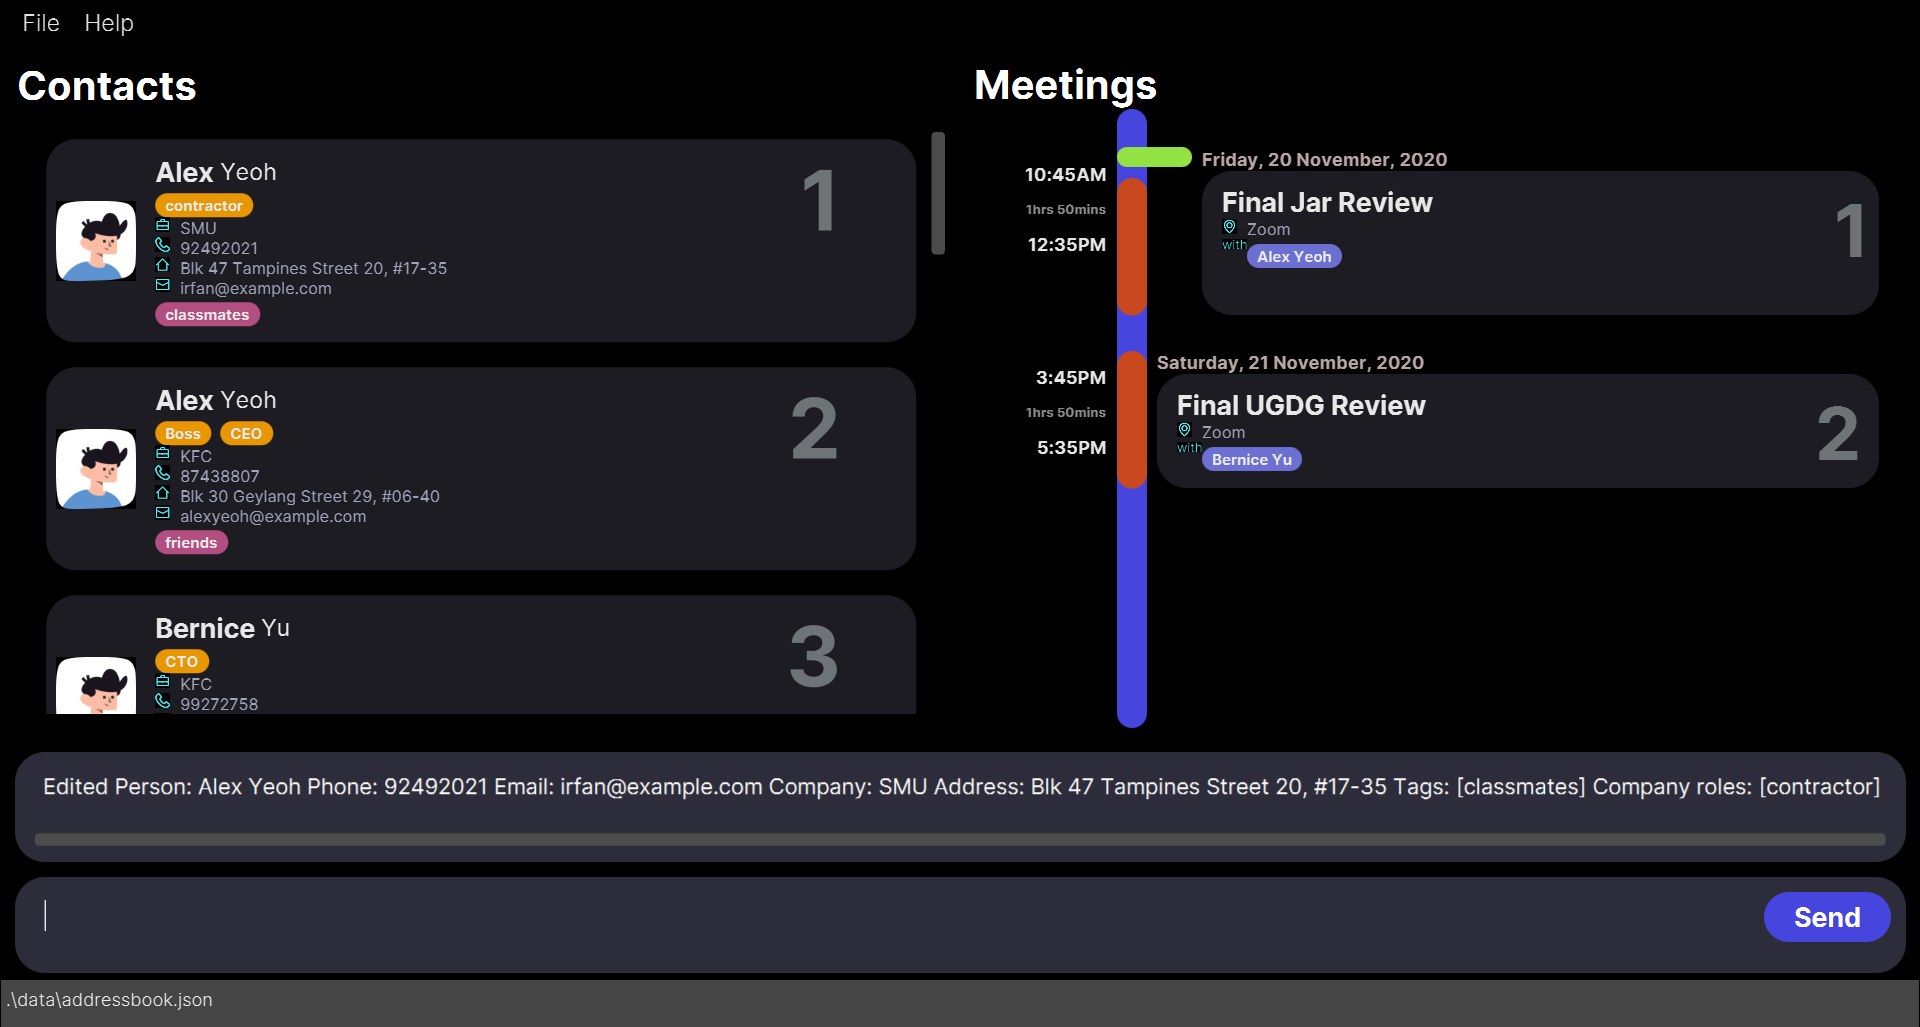 File Help
Contacts
Alex Yeoh
1
contractor
SMU
92492021
Blk 47 Tampines Street 20, #17-35
irfan@example.com
classmates
Alex Yeoh
2
Boss CEO
KFC
87438807
Blk 30 Geylang Street 29, #06-40
alexyeoh@example.com
friends
Bernice Yu
3
CTO
KFC
99272758
Meetings
Friday, 20 November, 2020
10:45AM
1hrs 50mins
12:35PM
Final Jar Review
1
Zoom
with Alex Yeoh
Saturday, 21 November, 2020
3:45PM
1hrs 50mins
5:35PM
Final UGDG Review
2
Zoom
with Bernice Yu
Edited Person: Alex Yeoh Phone: 92492021 Email: irfan@example.com Company: SMU Address: Blk 47 Tampines Street 20, #17-35 Tags: [classmates] Company roles: [contractor]
Send
.\data\addressbook.json